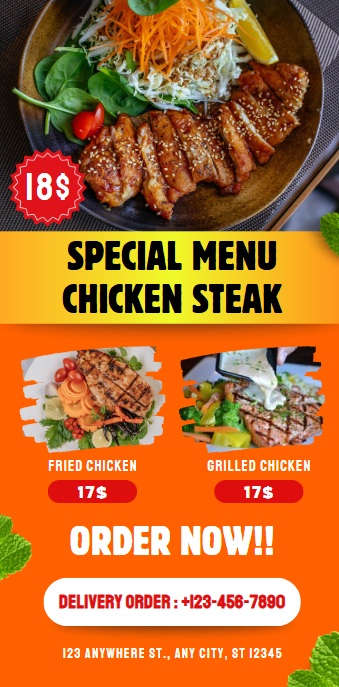 18$
SPECIAL MENU
CHICKEN STEAK
FRIED CHICKEN
GRILLED CHICKEN
17$
17$
ORDER NOW!!
DELIVERY ORDER : +123-456-7890
123 ANYWHERE ST., ANY CITY, ST 12345